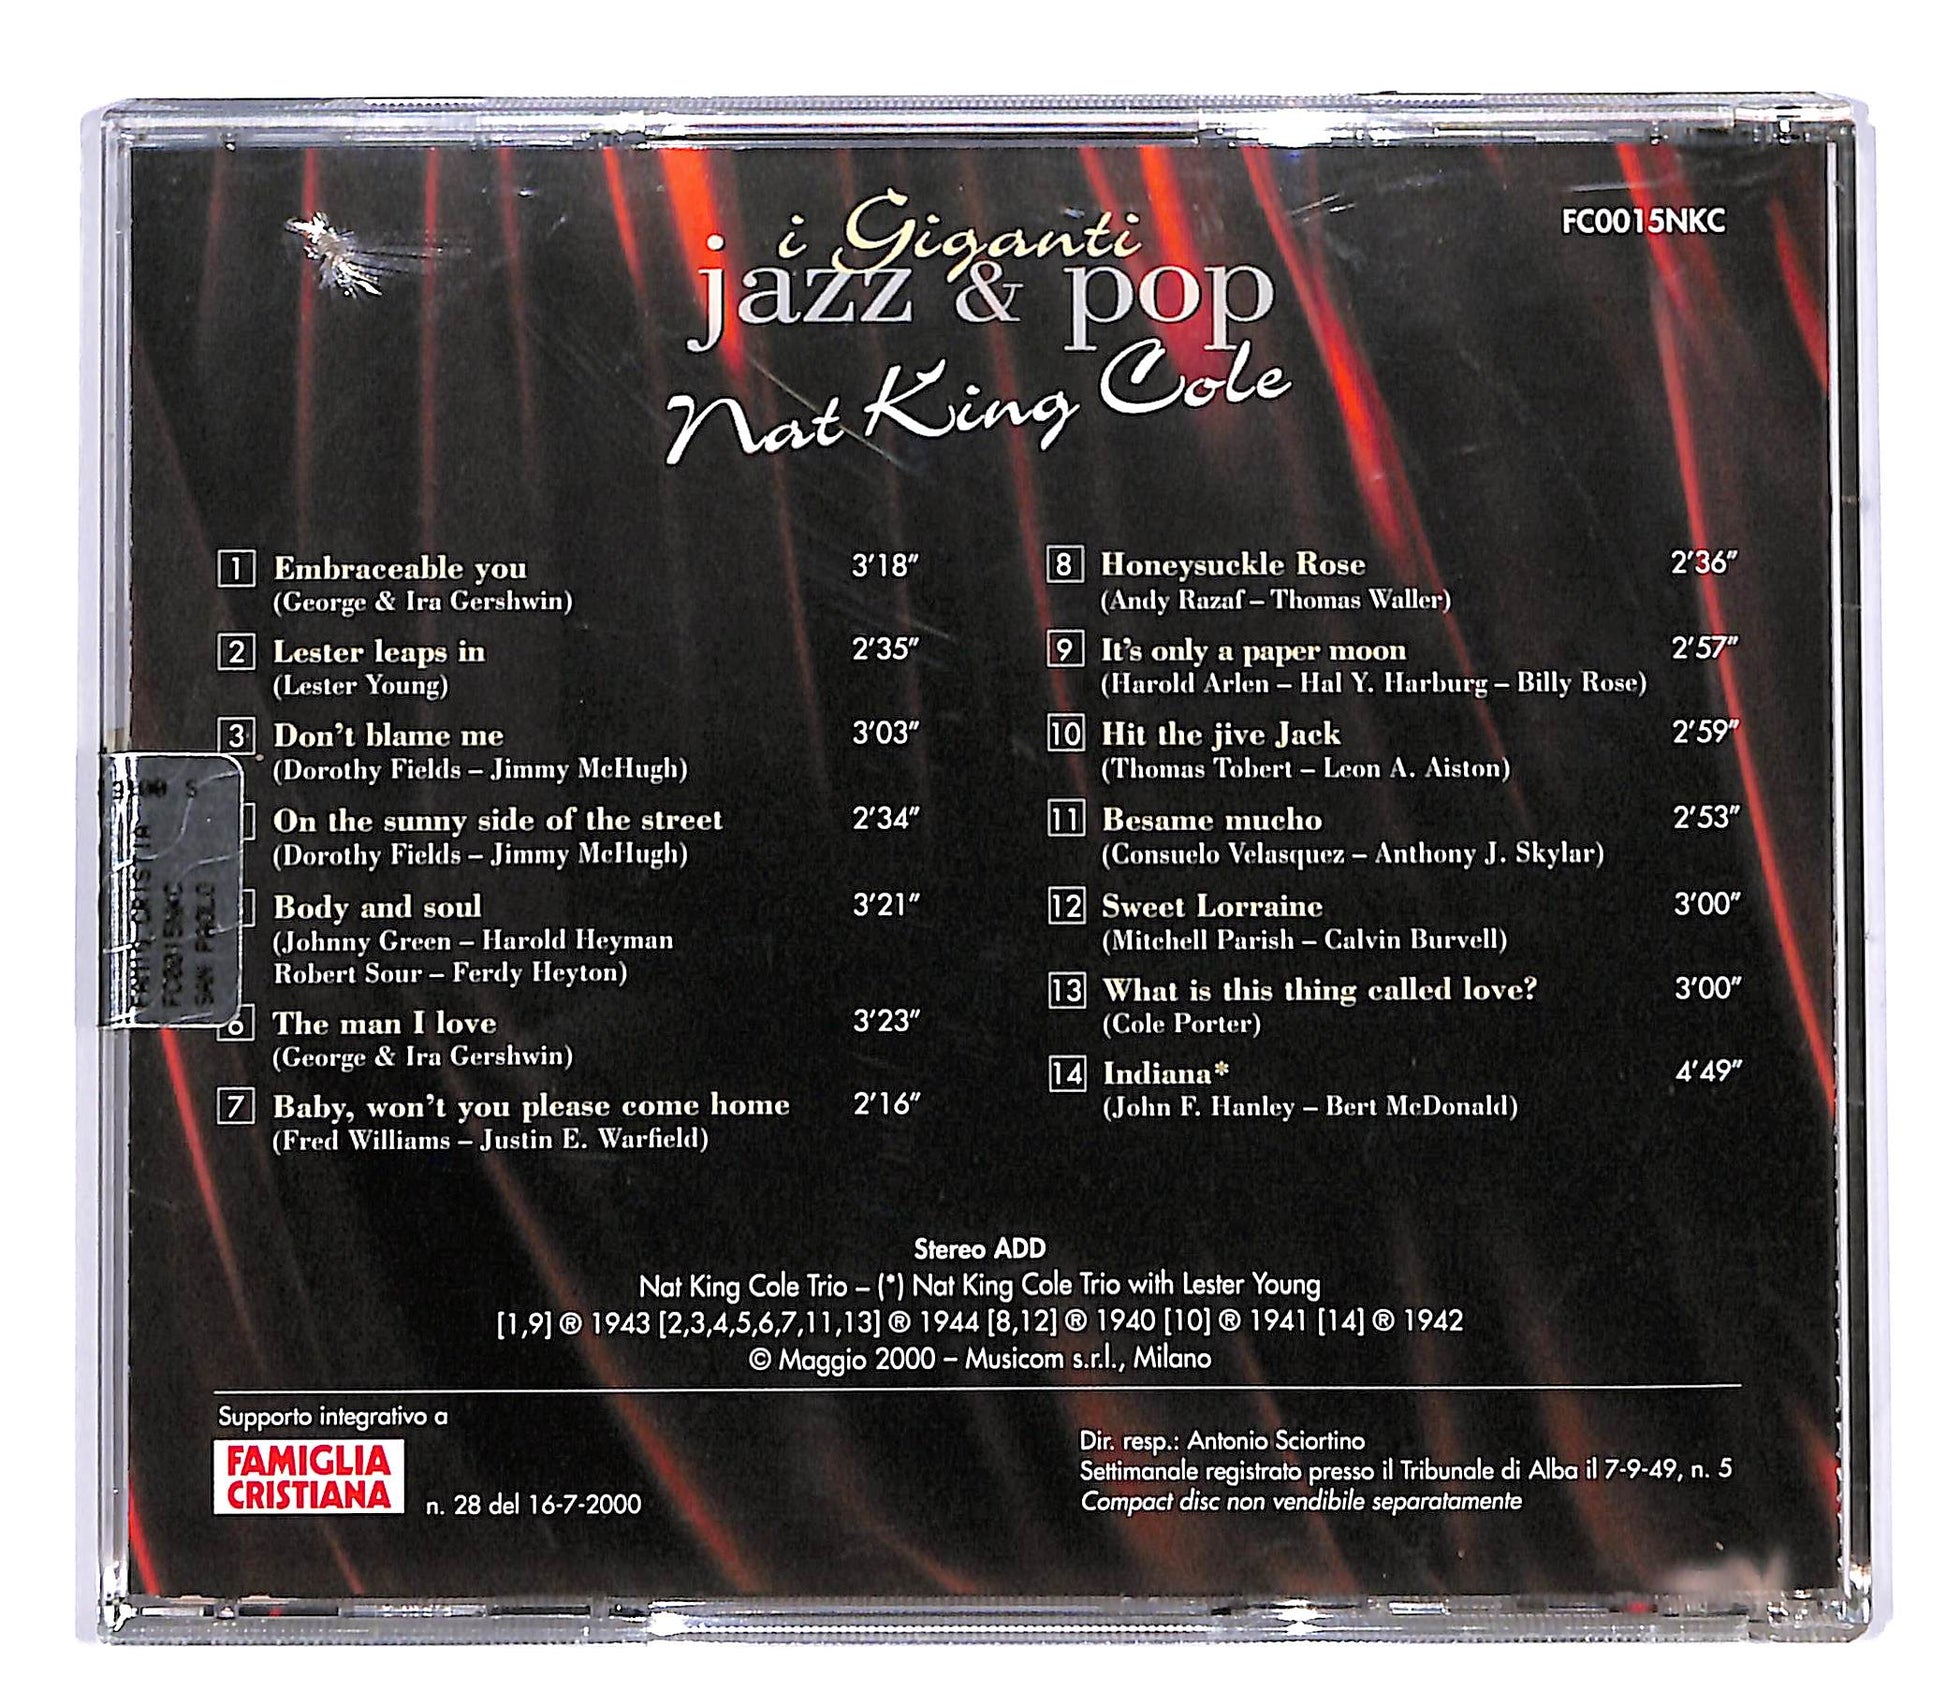 i Giganti
jazz & pop
Nat King Cole
FC0015NKC
1 Embraceable you 3'18"
(George & Ira Gershwin)
2 Lester leaps in 2'35"
(Lester Young)
3 Don't blame me 3'03"
(Dorothy Fields – Jimmy McHugh)
On the sunny side of the street 2'34"
(Dorothy Fields – Jimmy McHugh)
Body and soul 3'21"
(Johnny Green – Harold Heyman
Robert Sour – Ferdy Heyton)
6 The man I love 3'23"
(George & Ira Gershwin)
7 Baby, won't you please come home 2'16"
(Fred Williams – Justin E. Warfield)
8 Honeysuckle Rose 2'36"
(Andy Razaf – Thomas Waller)
9 It's only a paper moon 2'57"
(Harold Arlen – Hal Y. Harburg – Billy Rose)
10 Hit the jive Jack 2'59"
(Thomas Tobert – Leon A. Aiston)
11 Besame mucho 2'53"
(Consuelo Velasquez – Anthony J. Skylar)
12 Sweet Lorraine 3'00"
(Mitchell Parish – Calvin Burvell)
13 What is this thing called love? 3'00"
(Cole Porter)
14 Indiana* 4'49"
(John F. Hanley – Bert McDonald)
FC0015NKC
SAN PAOLO
Stereo ADD
Nat King Cole Trio – (*) Nat King Cole Trio with Lester Young
[1,9] ® 1943 [2,3,4,5,6,7,11,13] ® 1944 [8,12] ® 1940 [10] ® 1941 [14] ® 1942
© Maggio 2000 – Musicom s.r.l., Milano
Supporto integrativo a
FAMIGLIA
CRISTIANA
n. 28 del 16-7-2000
Dir. resp.: Antonio Sciortino
Settimanale registrato presso il Tribunale di Alba il 7-9-49, n. 5
Compact disc non vendibile separatamente